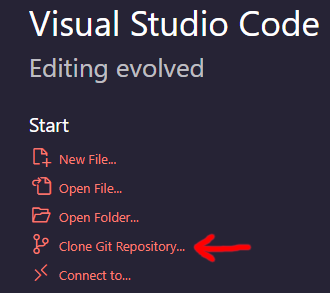 Visual Studio Code
Editing evolved
Start
New File...
Open File...
Open Folder...
Clone Git Repository...
Connect to...